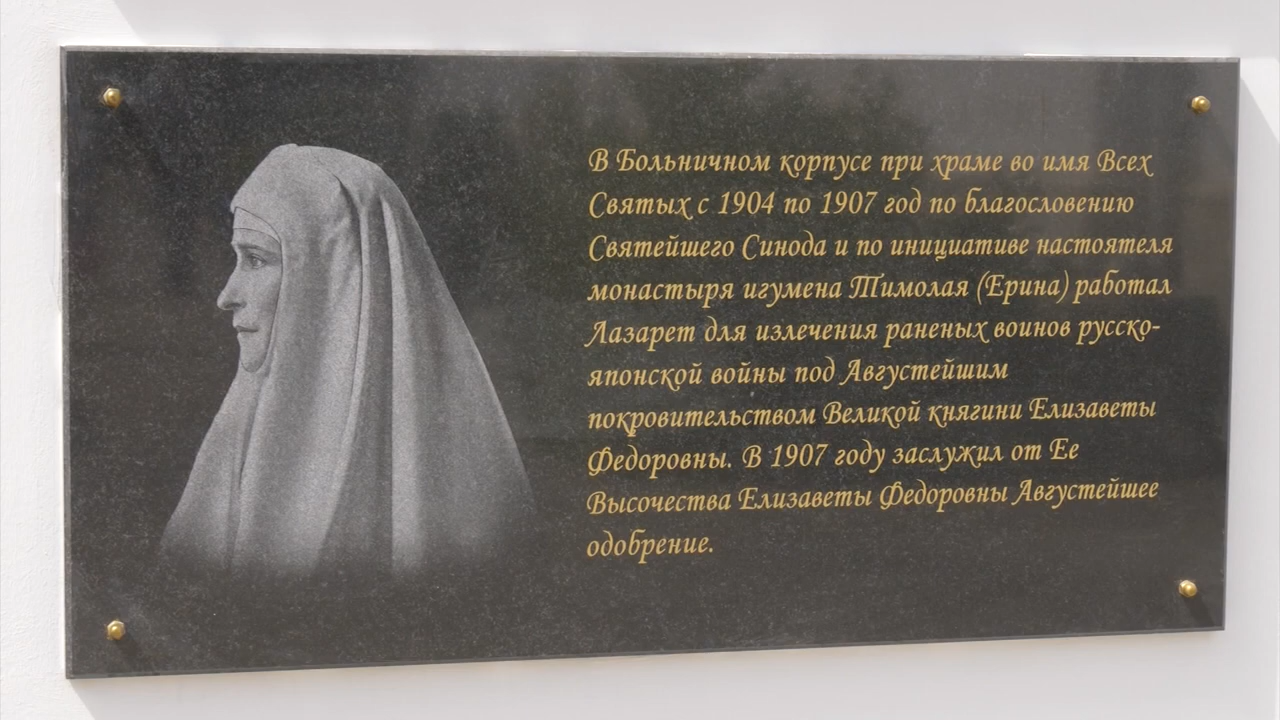 В Больничном корпусе при храме во имя Всех
Святых с 1904 по 1907 год по благословению
Святейшего Синода и по инициативе настоятеля
монастыря игумена Тимолая (Ерина) работал
Лазарет для излечения раненых воинов русско-
японской войны под Августейшим
покровительством Великой княгини Елизаветы
Федоровны. В 1907 году заслужил от Ее
Высочества Елизаветы Федоровны Августейшее
одобрение.